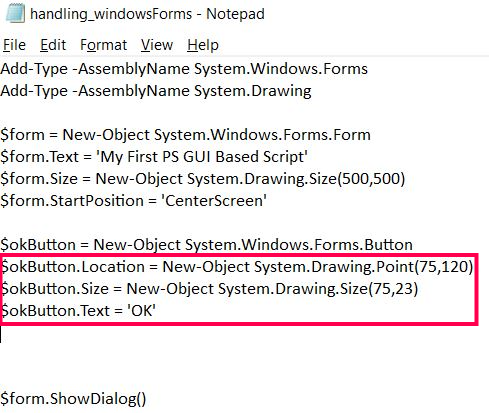 handling_windowsForms - Notepad
File Edit Format View Help
Add-Type -AssemblyName System.Windows.Forms
Add-Type -AssemblyName System.Drawing
$form = New-Object System.Windows.Forms.Form
$form.Text = 'My First PS GUI Based Script'
$form.Size = New-Object System.Drawing.Size(500,500)
$form.StartPosition = 'CenterScreen'
$okButton = New-Object System.Windows.Forms.Button
$okButton.Location = New-Object System.Drawing.Point(75,120)
$okButton.Size = New-Object System.Drawing.Size(75,23)
$okButton.Text = 'OK'
$form.ShowDialog()